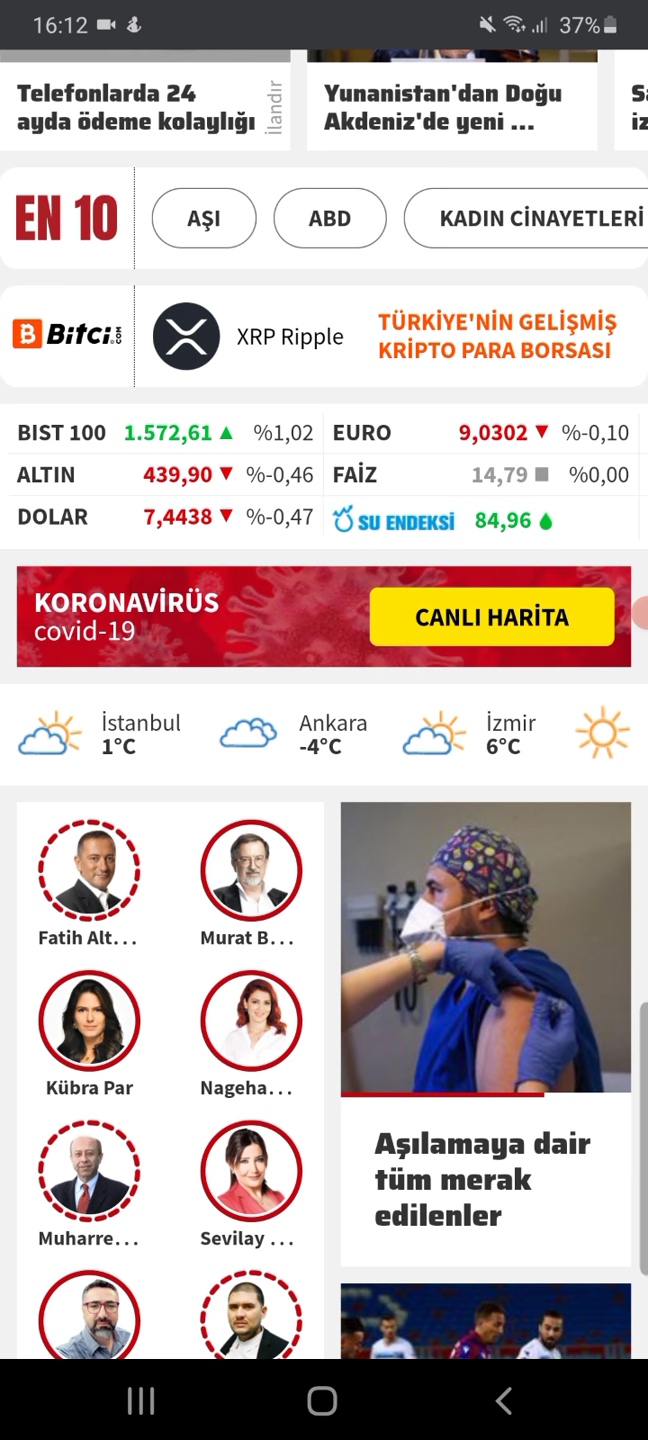 16:12
37%
Telefonlarda 24
ayda ödeme kolaylığı
ilandır
Yunanistan'dan Doğu
Akdeniz'de yeni ...
EN 10
AŞI
ABD
KADIN CİNAYETLERİ
Bitci.com
XRP Ripple
TÜRKİYE'NİN GELİŞMİŞ
KRİPTO PARA BORSASI
BIST 100 1.572,61 ▲ %1,02
EURO 9,0302 ▼ %-0,10
ALTIN 439,90 ▼ %-0,46
FAİZ 14,79 ■ %0,00
DOLAR 7,4438 ▼ %-0,47
SU ENDEKSİ 84,96
KORONAVİRÜS
covid-19
CANLI HARİTA
İstanbul
1°C
Ankara
-4°C
İzmir
6°C
Fatih Alt...
Murat B...
Kübra Par
Nageha...
Muharre...
Sevilay ...
Aşılamaya dair
tüm merak
edilenler